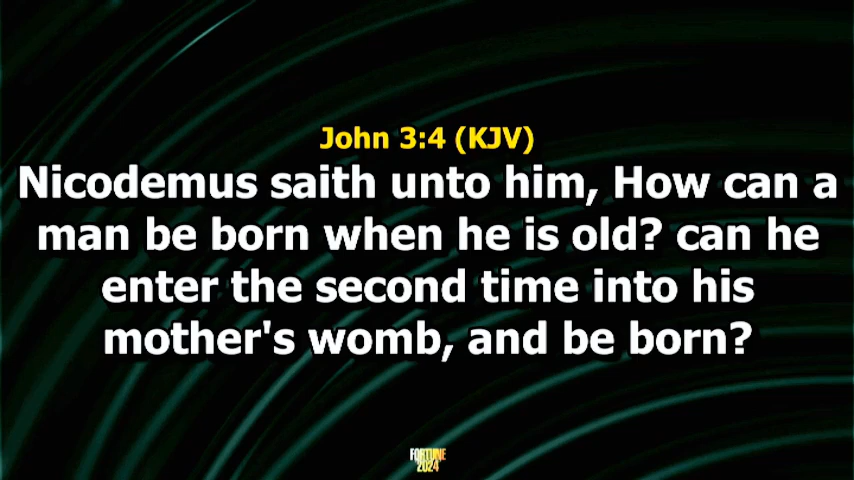 John 3:4 (KJV)
Nicodemus saith unto him, How can a
man be born when he is old? can he
enter the second time into his
mother's womb, and be born?
FORTUNE
2024